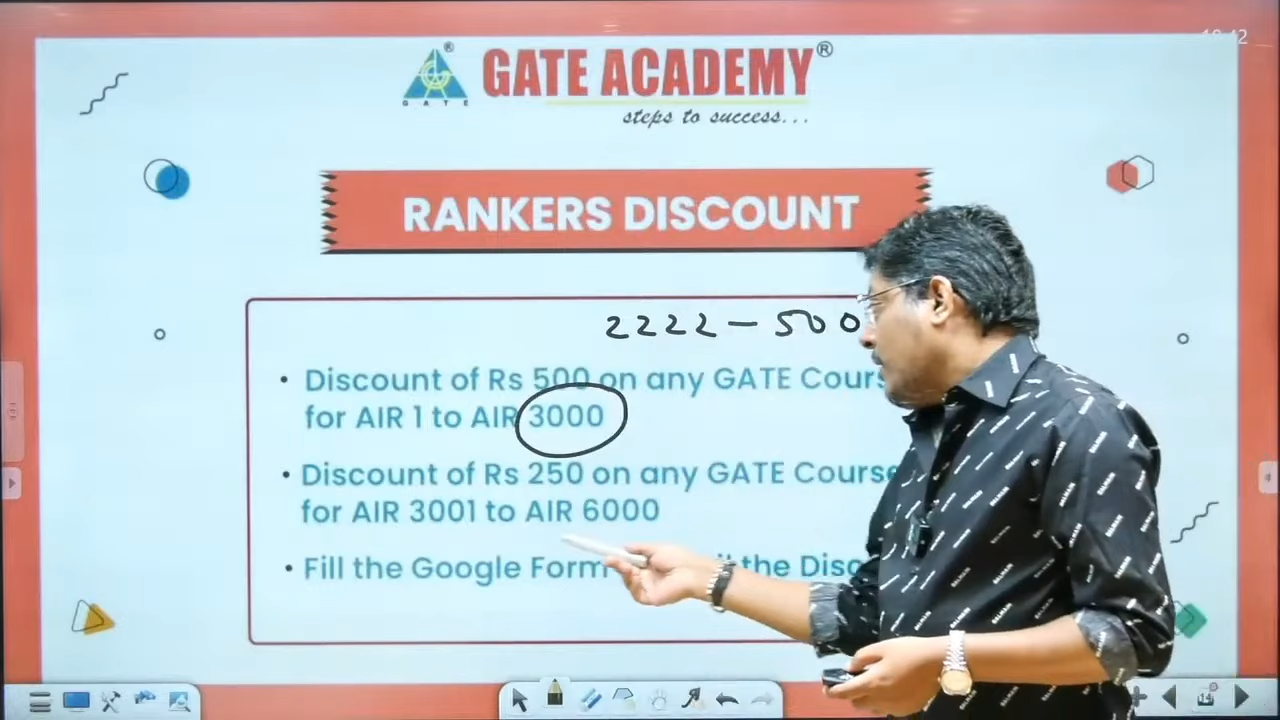 GATE ACADEMY®
GATE
steps to success...
RANKERS DISCOUNT
2222 - 500
• Discount of Rs 500 on any GATE
for AIR 1 to AIR 3000
• Discount of Rs 250 on any GATE Course
for AIR 3001 to AIR 6000
• Fill the Google Form the
14